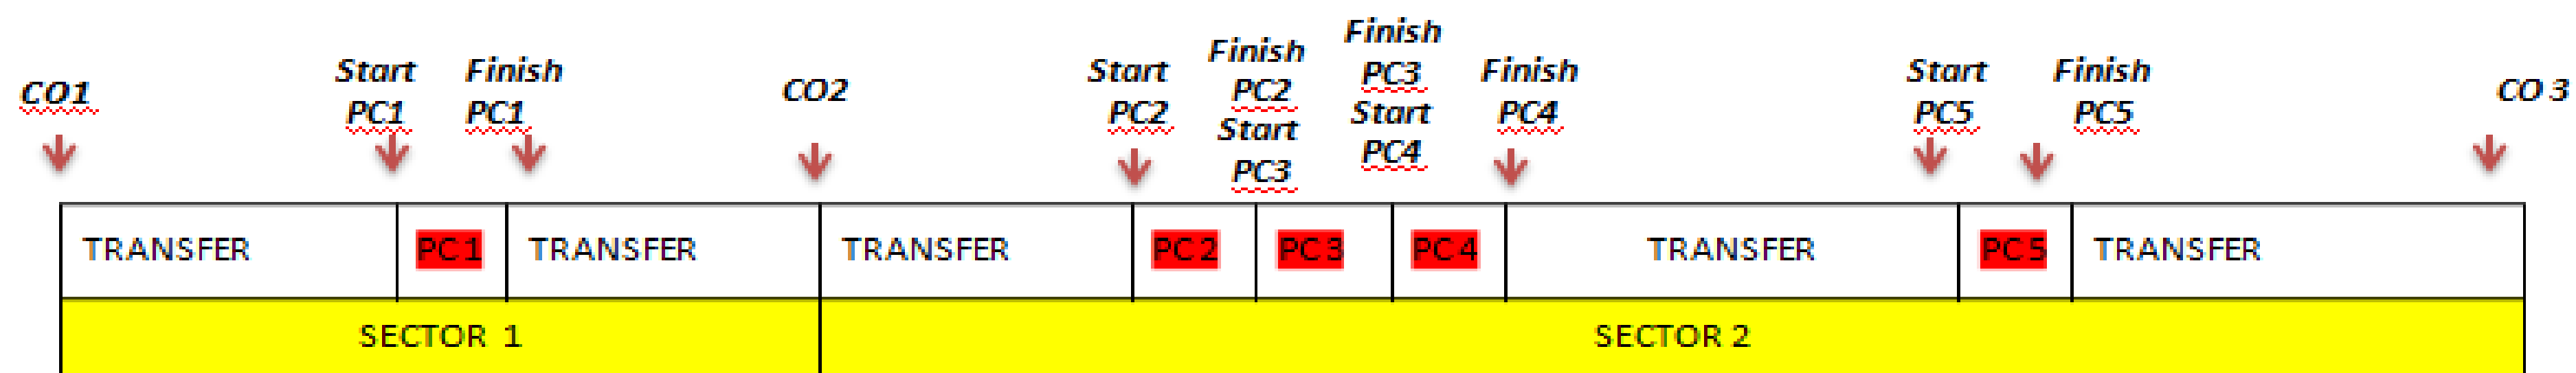 CO1
Start
PC1
Finish
PC1
CO2
Start
PC2
Finish
PC2
Start
PC3
Finish
PC3
Start
PC4
Finish
PC4
Start
PC5
Finish
PC5
CO 3
TRANSFER
PC 1
TRANSFER
TRANSFER
PC 2
PC 3
PC 4
TRANSFER
PC 5
TRANSFER
SECTOR 1
SECTOR 2